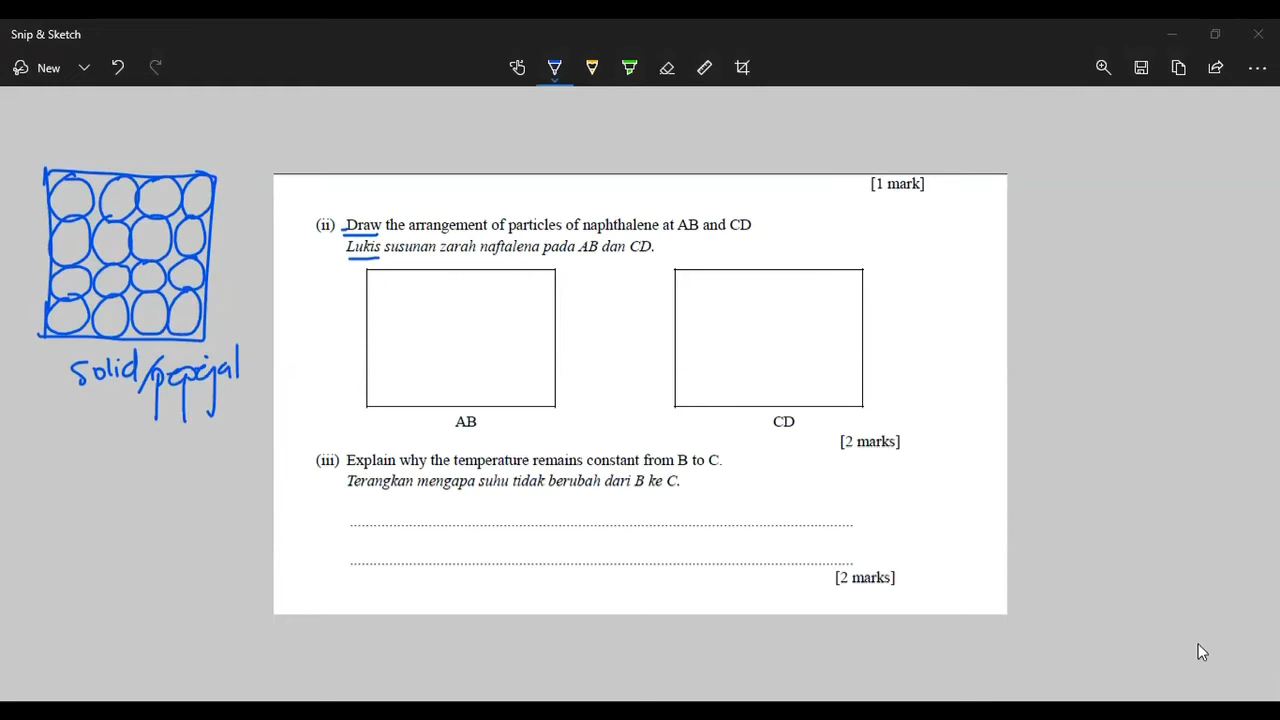 Snip & Sketch
New
[1 mark]
(ii) Draw the arrangement of particles of naphthalene at AB and CD
Lukis susunan zarah naftalena pada AB dan CD.
solid/pepejal
AB CD
[2 marks]
(iii) Explain why the temperature remains constant from B to C.
Terangkan mengapa suhu tidak berubah dari B ke C.
[2 marks]